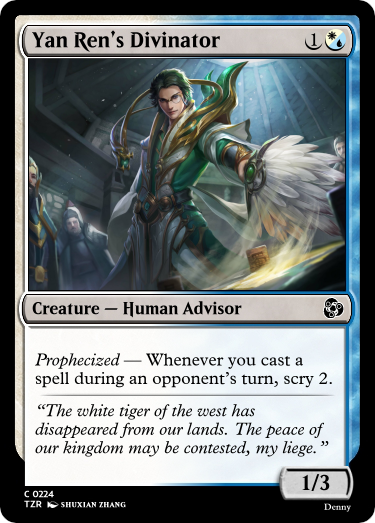 Yan Ren's Divinator 1
Creature — Human Advisor
Prophecized — Whenever you cast a
spell during an opponent's turn, scry 2.
“The white tiger of the west has
disappeared from our lands. The peace of
our kingdom may be contested, my liege.”
1/3
C 0224
TZR SHUXIAN ZHANG
Denny